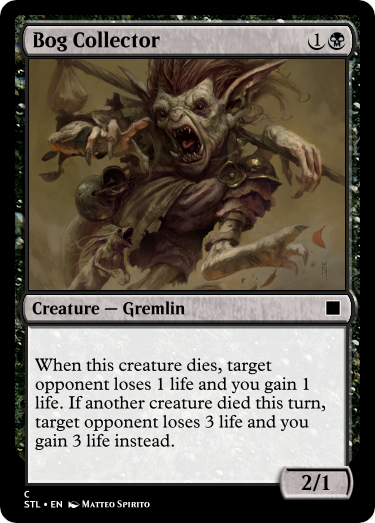 Bog Collector 1
Creature — Gremlin
When this creature dies, target
opponent loses 1 life and you gain 1
life. If another creature died this turn,
target opponent loses 3 life and you
gain 3 life instead.
2/1
C
STL • EN Matteo Spirito